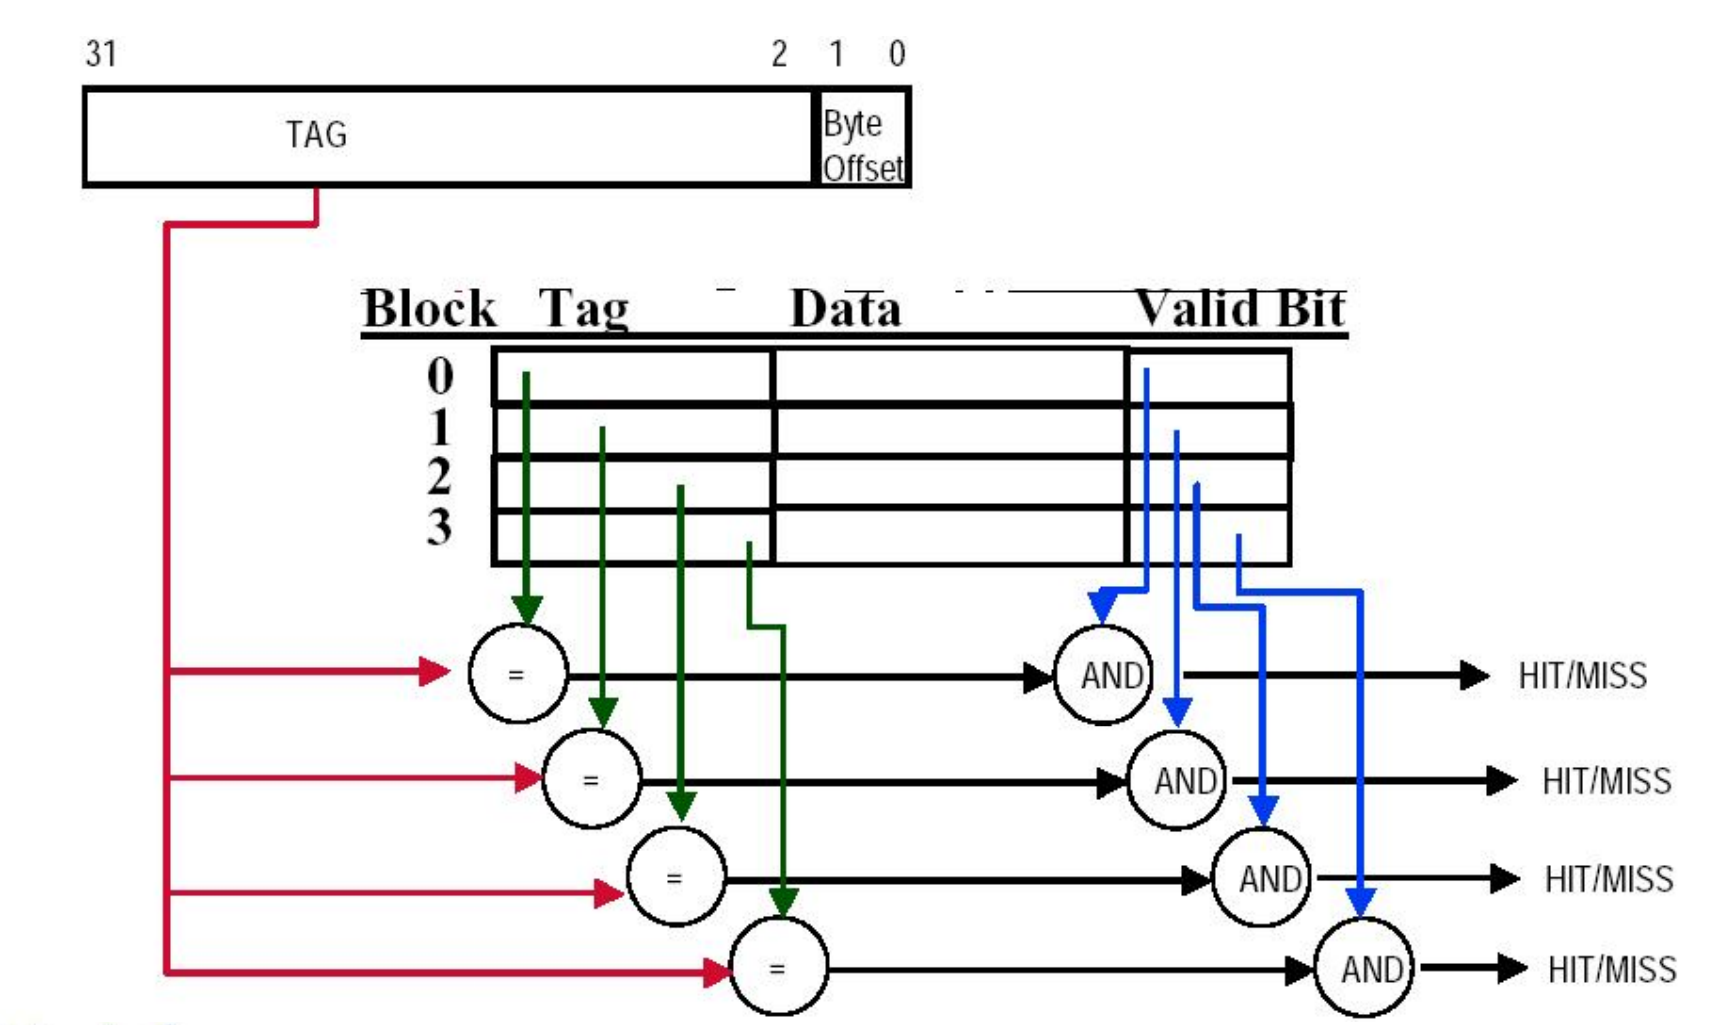 31 2 1 0
TAG
Byte
Offset
Block Tag Data Valid Bit
0
1
2
3
= AND HIT/MISS
= AND HIT/MISS
= AND HIT/MISS
= AND HIT/MISS